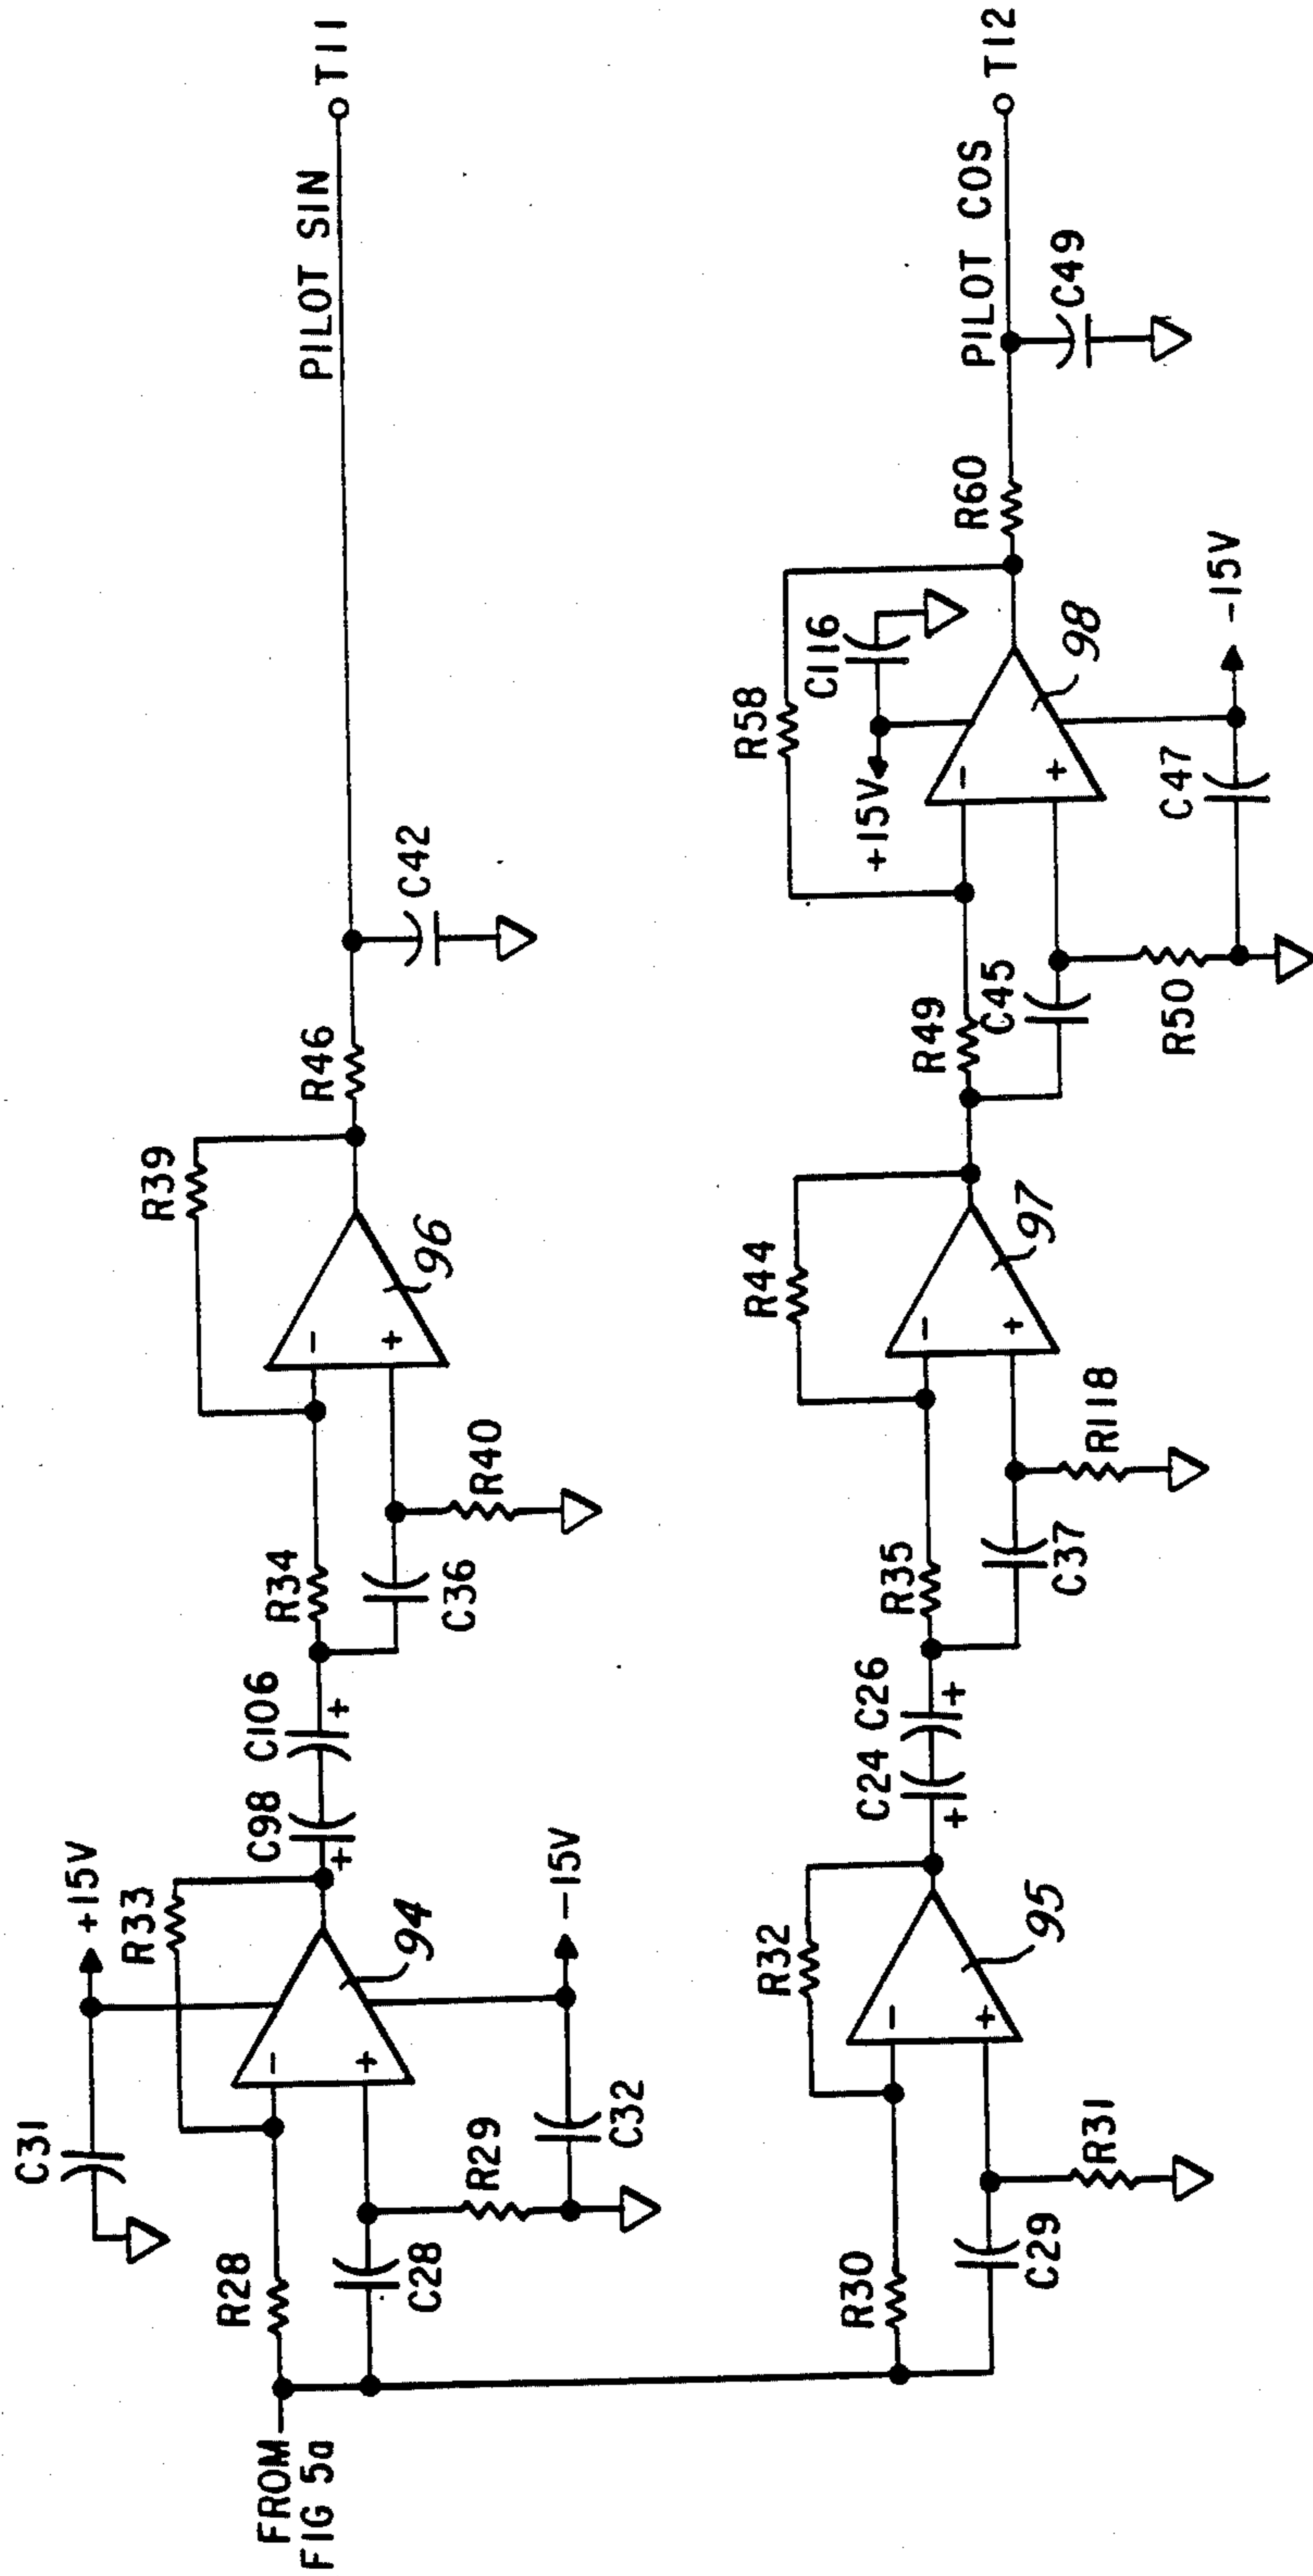 FROM
FIG 5a
C31
+15V
R33
R28
-
+
94
C28
R29
C32
-15V
C98
+
C106
+
R34
C36
R40
R39
-
+
96
R46
C42
PILOT SIN
T11
R30
C29
R31
R32
-
+
95
C24
+
C26
+
R35
C37
R118
R44
-
+
97
R49
C45
R50
R58
+15V
C116
-
+
98
C47
-15V
R60
PILOT COS
C49
T12